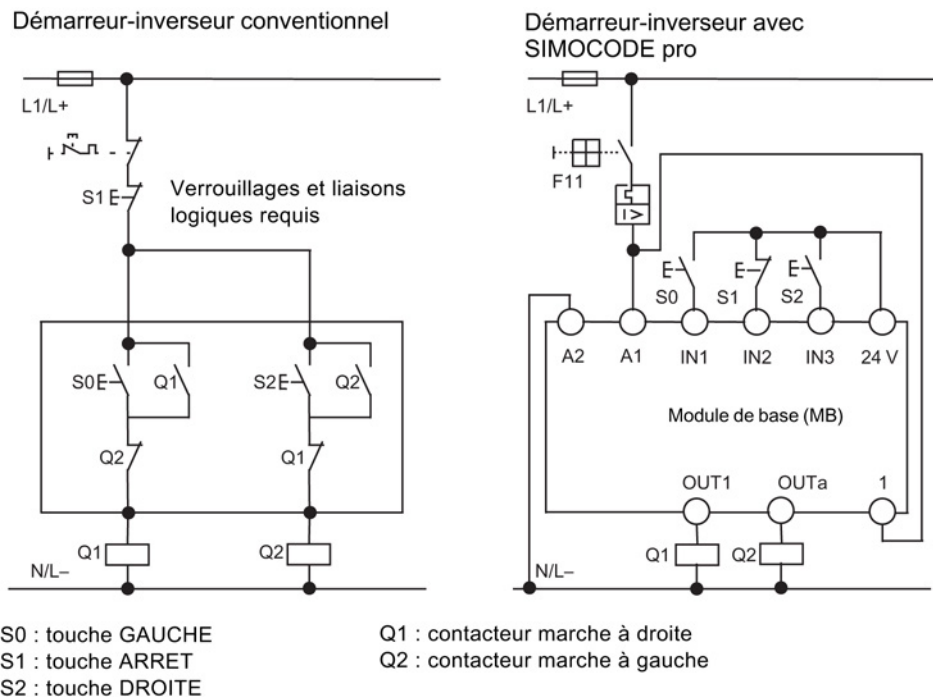 Démarreur-inverseur conventionnel
Démarreur-inverseur avec
SIMOCODE pro
L1/L+
S1
Verrouillages et liaisons
logiques requis
S0
Q1
S2
Q2
Q2
Q1
Q1
Q2
N/L–
L1/L+
F11
I>
S0
S1
S2
A2
A1
IN1
IN2
IN3
24 V
Module de base (MB)
OUT1
OUTa
1
Q1
Q2
N/L–
S0 : touche GAUCHE
S1 : touche ARRET
S2 : touche DROITE
Q1 : contacteur marche à droite
Q2 : contacteur marche à gauche